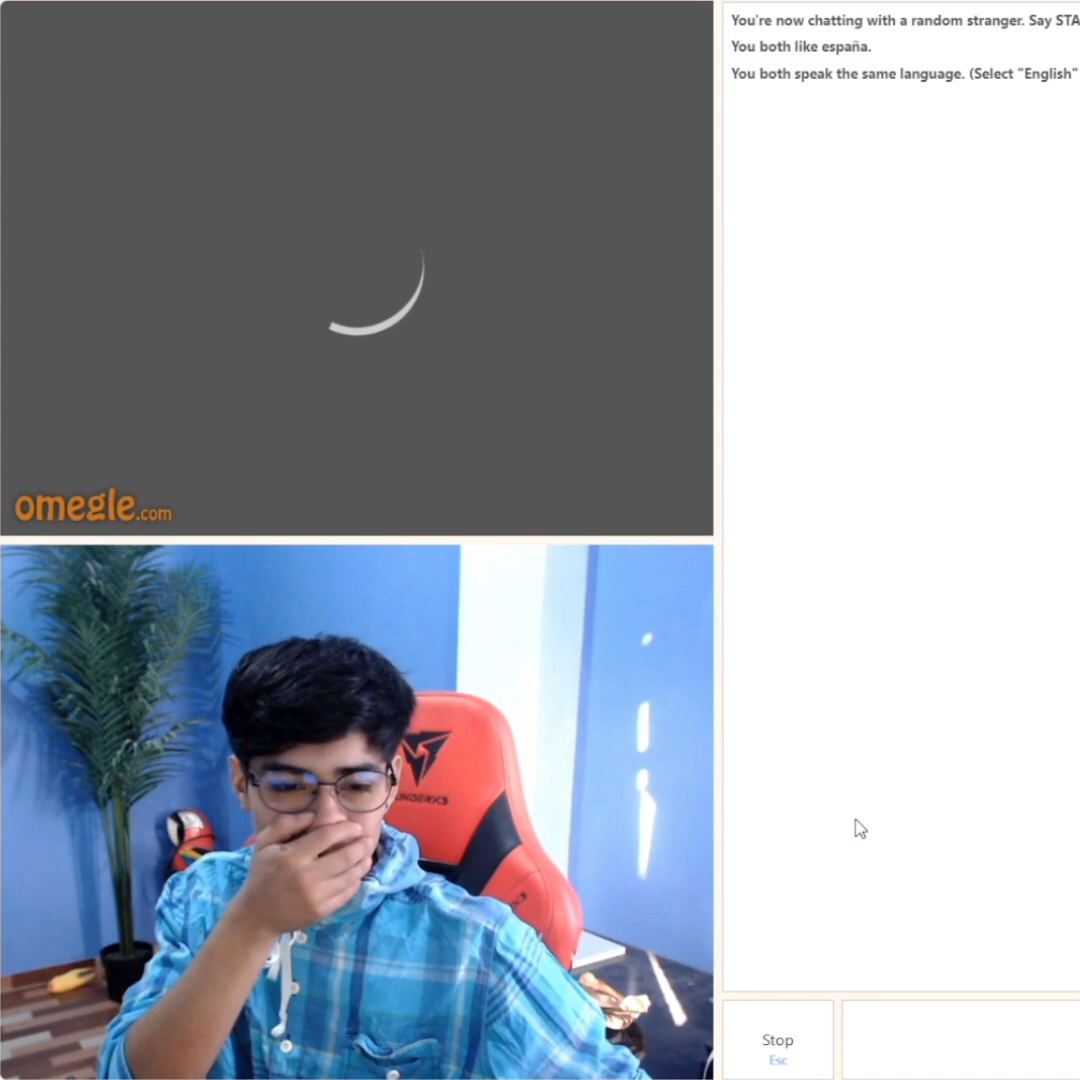 You're now chatting with a random stranger. Say STA
You both like españa.
You both speak the same language. (Select "English"
omegle.com
UNDERX3
Stop
Esc